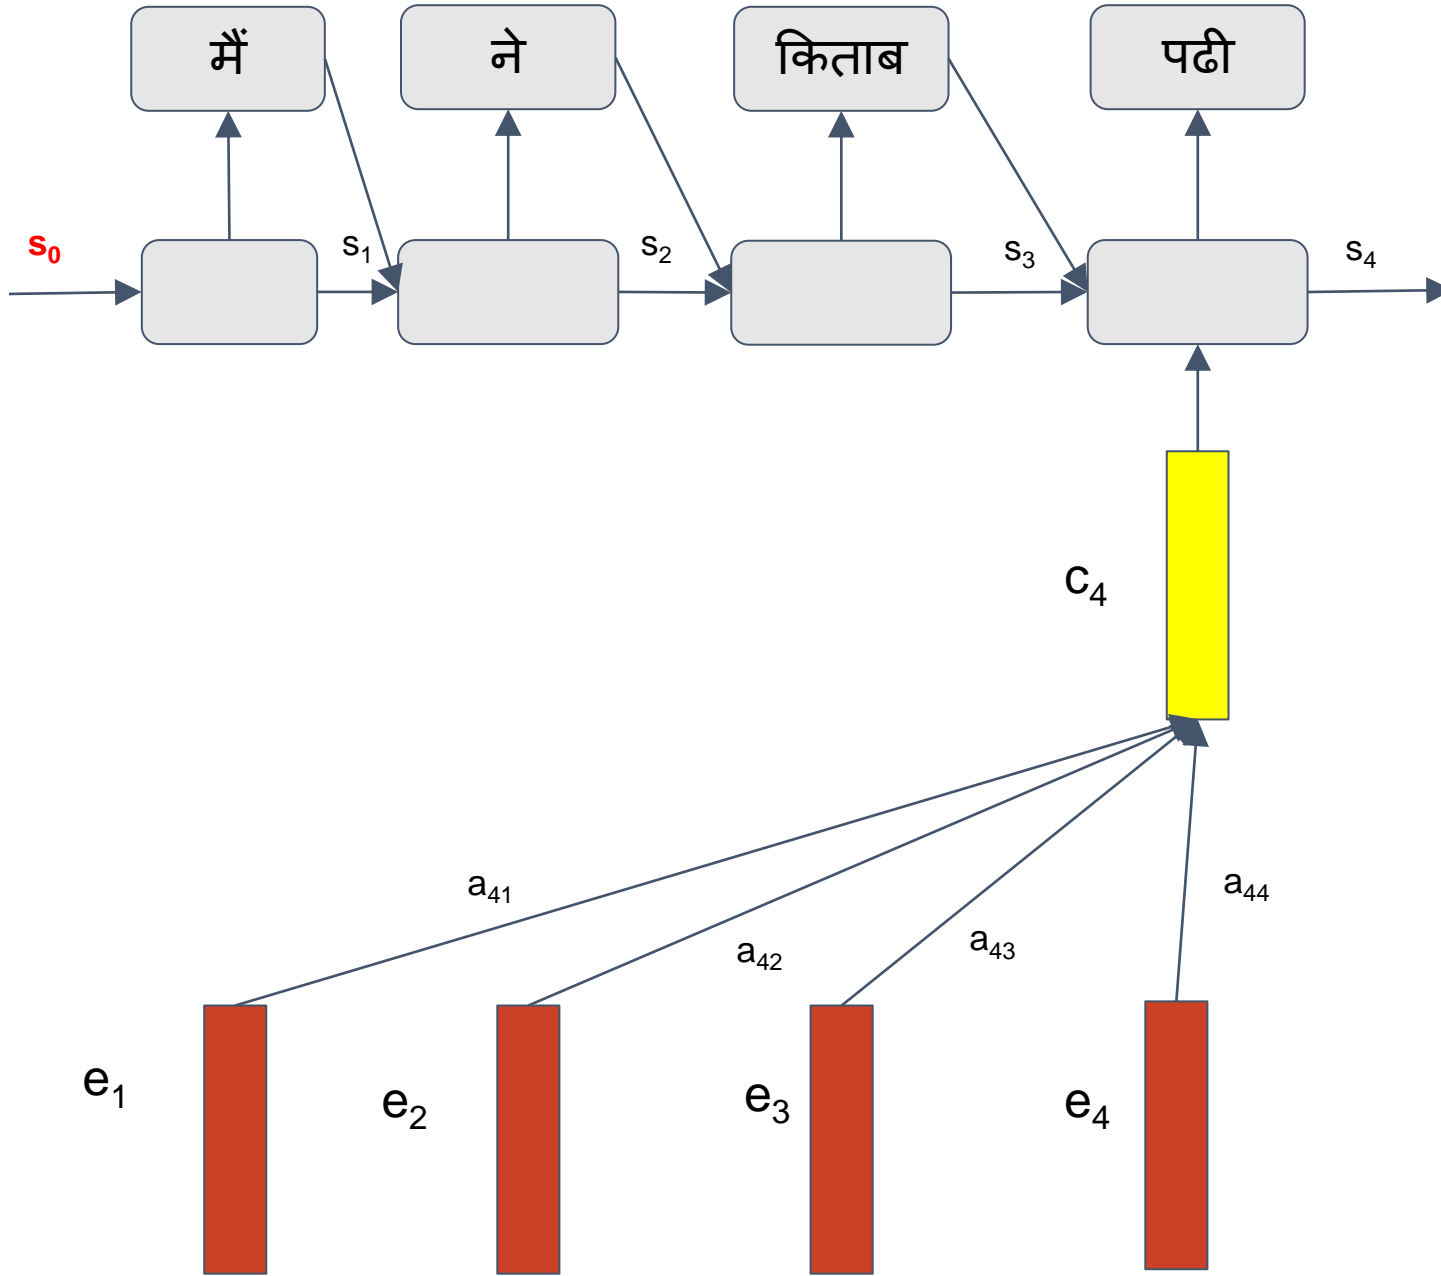 मैं ने किताब पढी
s₀ s₁ s₂ s₃ s₄
c₄
a₄₁ a₄₂ a₄₃ a₄₄
e₁ e₂ e₃ e₄